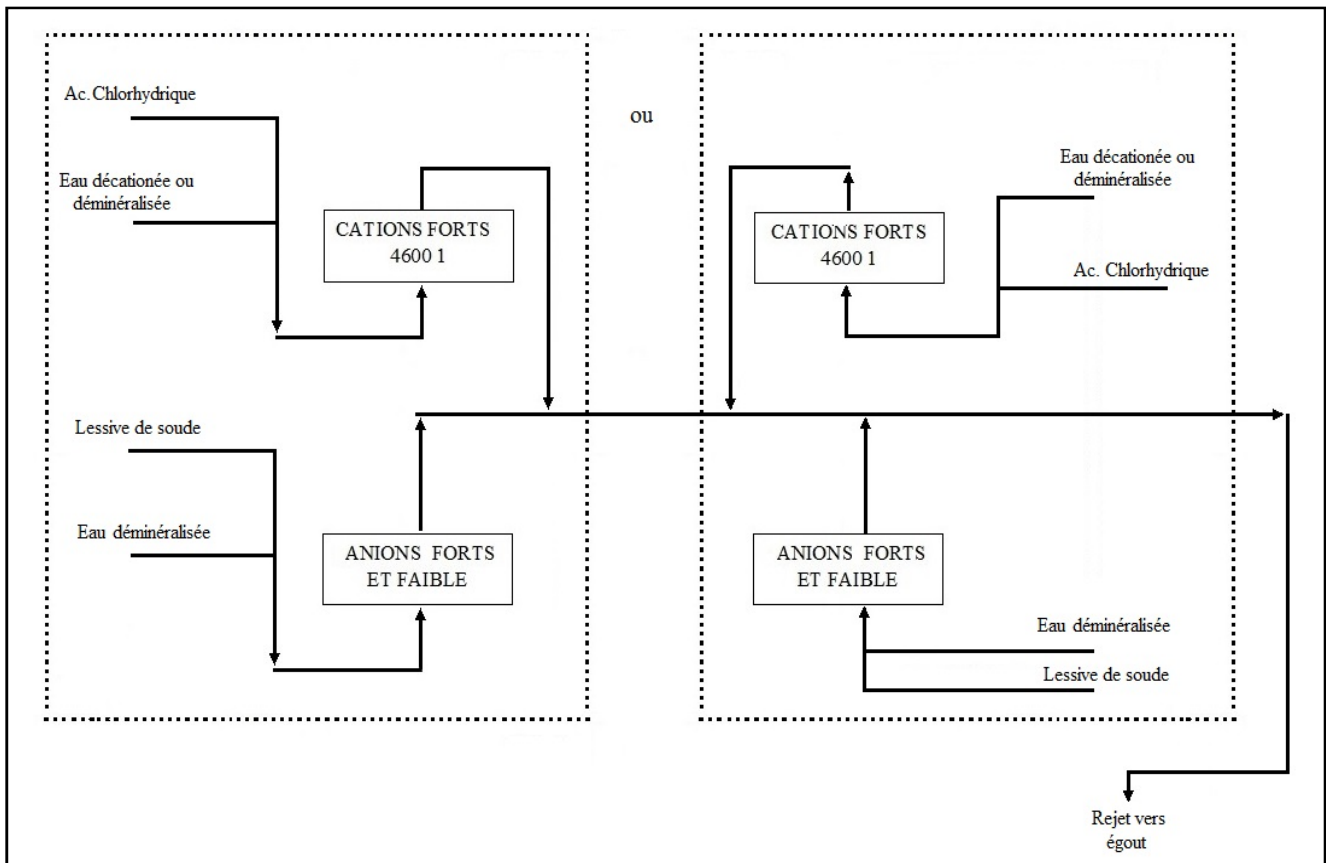 Ac. Chlorhydrique
Eau décationée ou
déminéralisée
CATIONS FORTS
4600 1
Lessive de soude
Eau déminéralisée
ANIONS FORTS
ET FAIBLE
ou
Eau décationée ou
déminéralisée
CATIONS FORTS
4600 1
Ac. Chlorhydrique
ANIONS FORTS
ET FAIBLE
Eau déminéralisée
Lessive de soude
Rejet vers
égout